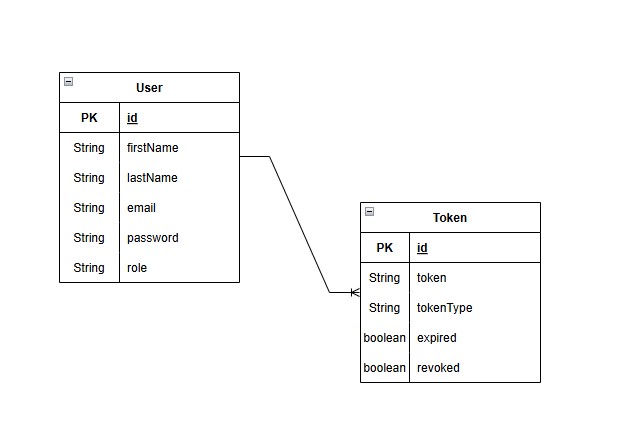 User
PK id
String firstName
String lastName
String email
String password
String role
Token
PK id
String token
String tokenType
boolean expired
boolean revoked